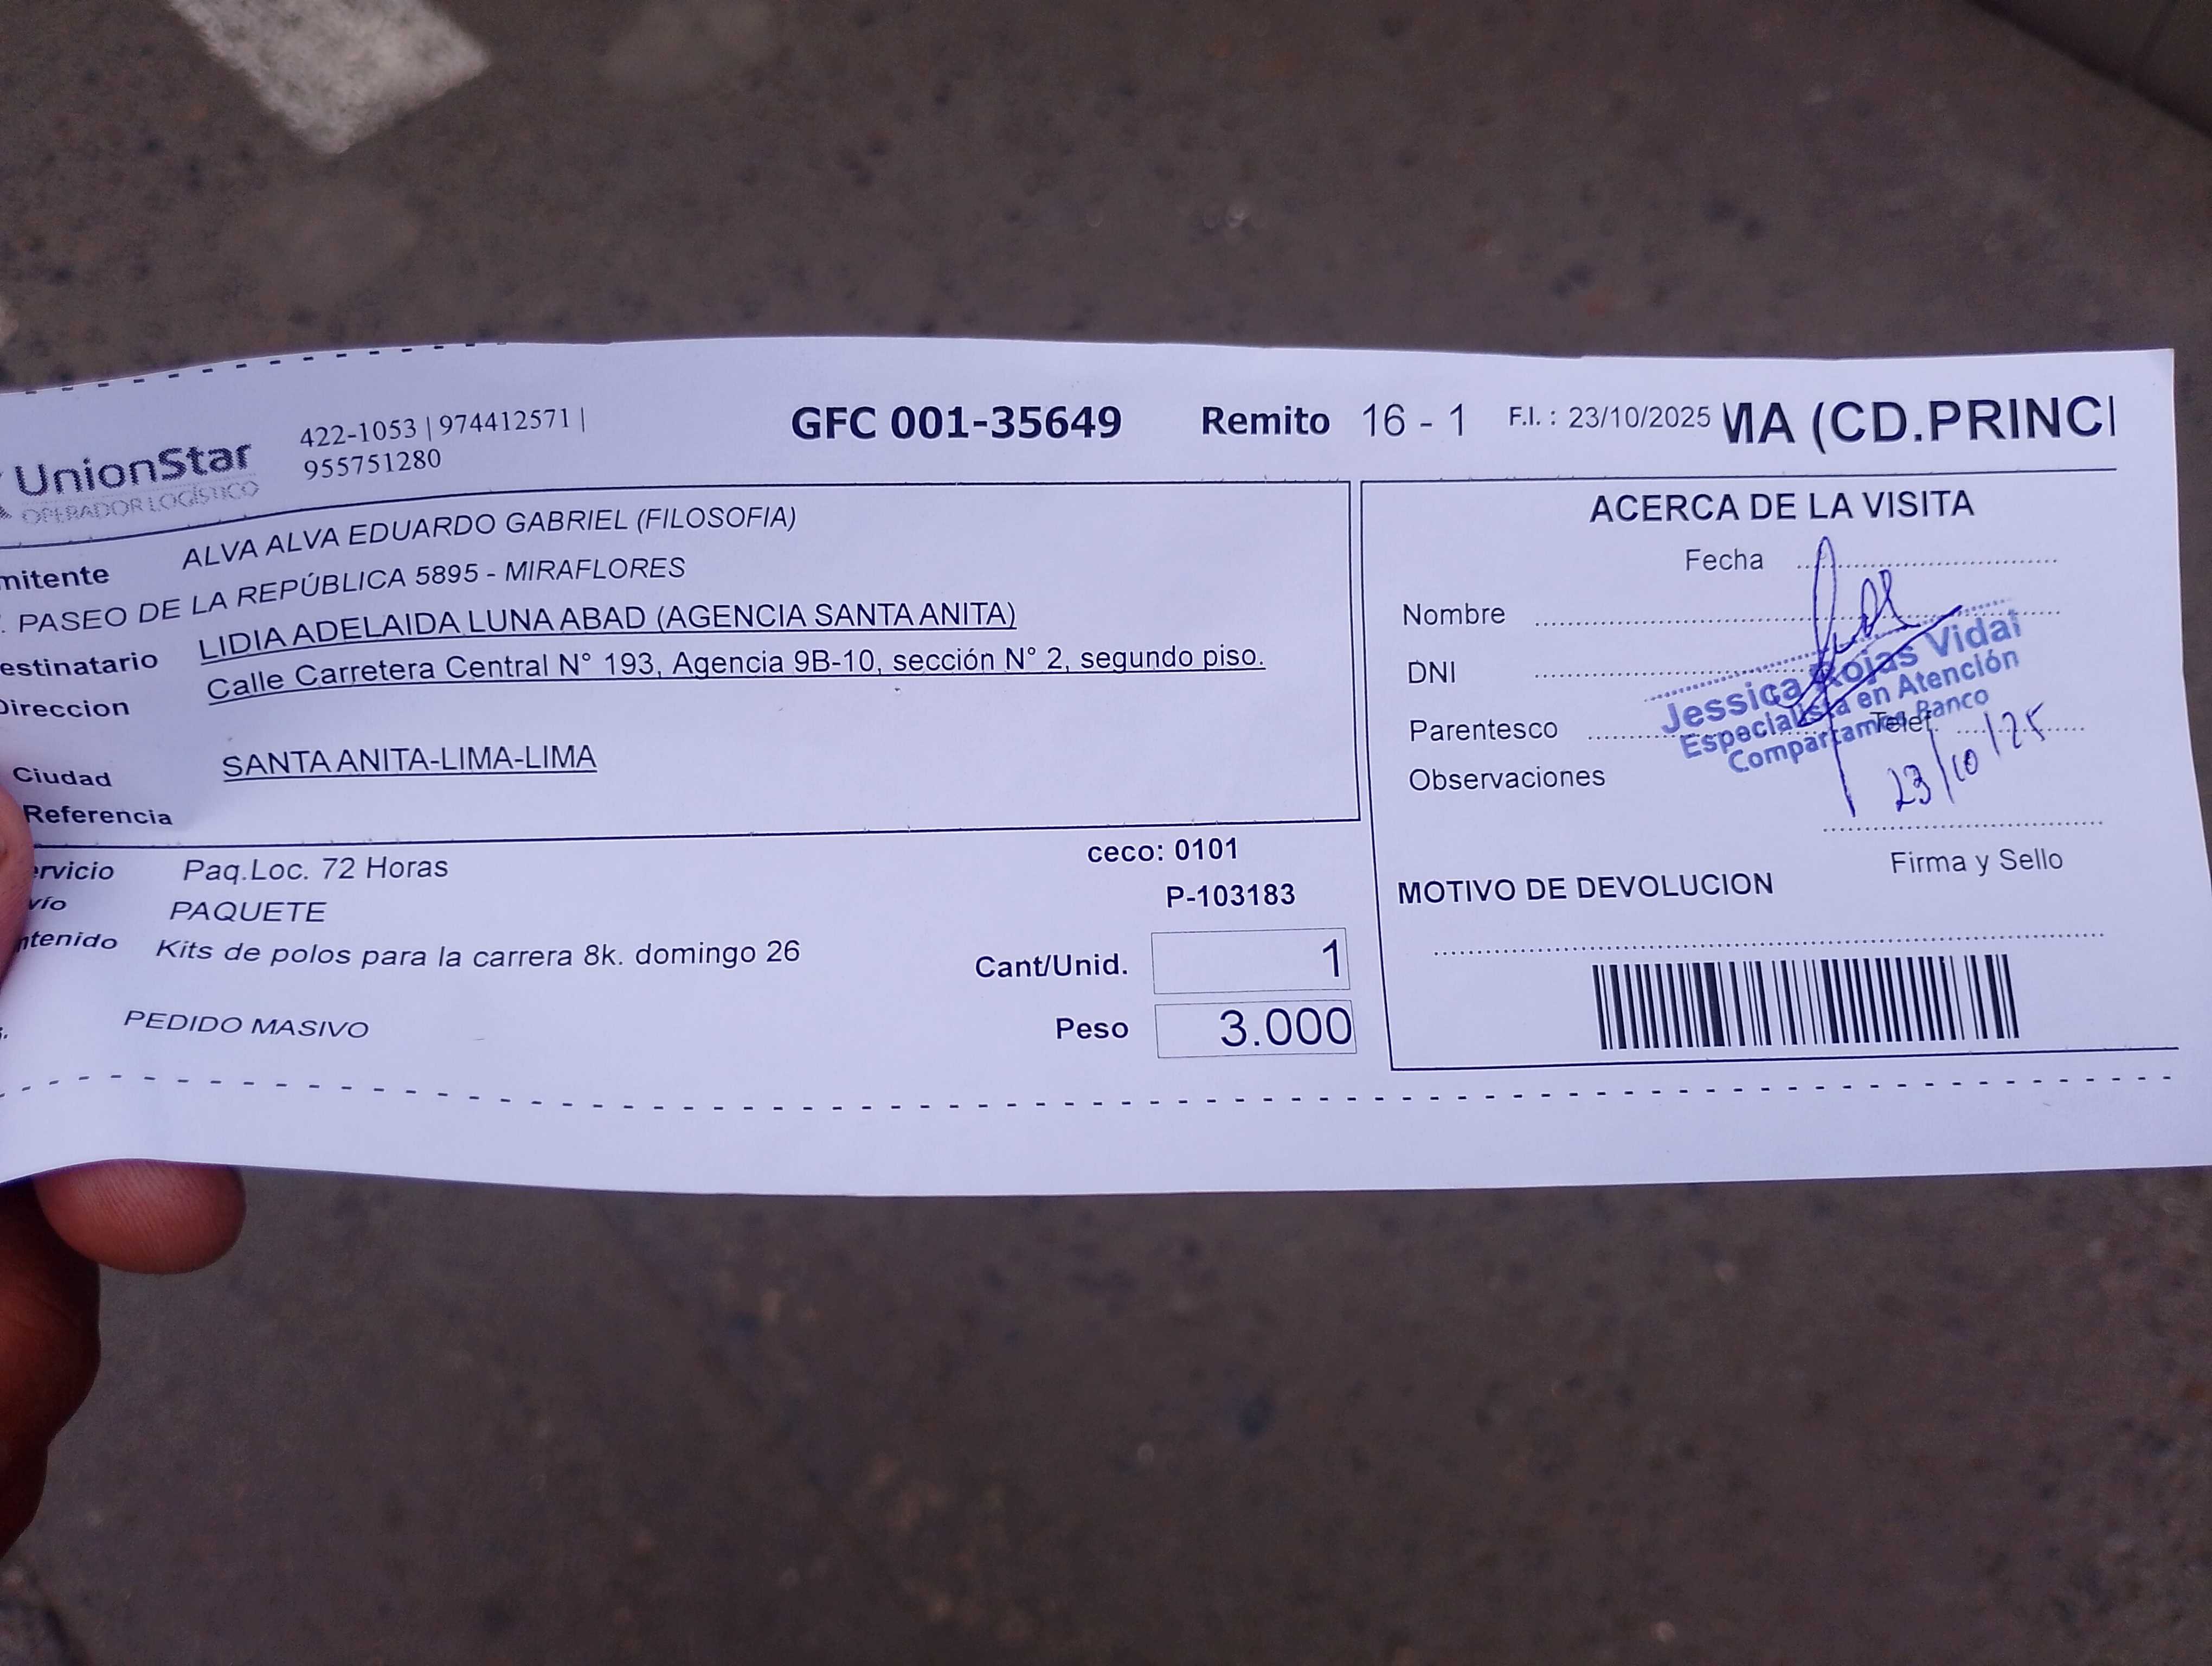 UnionStar
OPERADOR LOGÍSTICO
422-1053 | 974412571 |
955751280
GFC 001-35649
Remito 16 - 1
F.I. : 23/10/2025
MA (CD.PRINCI
mitente ALVA ALVA EDUARDO GABRIEL (FILOSOFIA)
. PASEO DE LA REPÚBLICA 5895 - MIRAFLORES
estinatario LIDIA ADELAIDA LUNA ABAD (AGENCIA SANTA ANITA)
Direccion Calle Carretera Central N° 193, Agencia 9B-10, sección N° 2, segundo piso.
Ciudad SANTA ANITA-LIMA-LIMA
Referencia
ervicio Paq.Loc. 72 Horas
vío PAQUETE
ntenido Kits de polos para la carrera 8k. domingo 26
PEDIDO MASIVO
ceco: 0101
P-103183
Cant/Unid. 1
Peso 3.000
ACERCA DE LA VISITA
Fecha
Nombre
DNI
Parentesco
Telef.
Observaciones
Jessica Rojas Vidal
Especialista en Atención
Compartamos Banco
23/10/25
Firma y Sello
MOTIVO DE DEVOLUCION